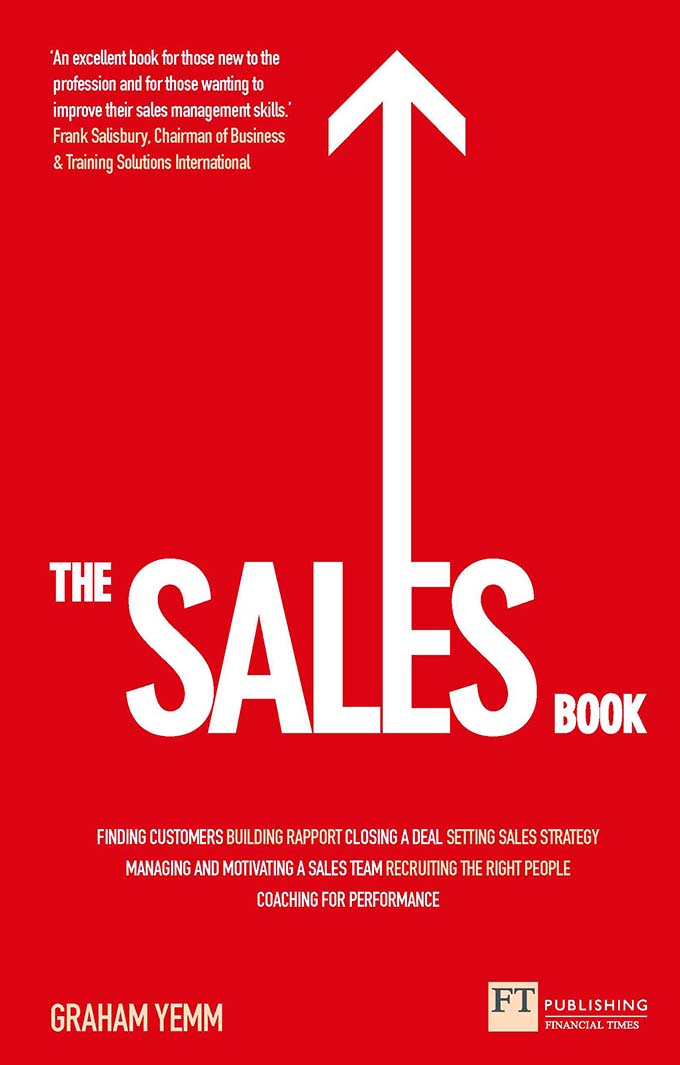 ‘An excellent book for those new to the
profession and for those wanting to
improve their sales management skills.’
Frank Salisbury, Chairman of Business
& Training Solutions International
THE SALES BOOK
FINDING CUSTOMERS BUILDING RAPPORT CLOSING A DEAL SETTING SALES STRATEGY
MANAGING AND MOTIVATING A SALES TEAM RECRUITING THE RIGHT PEOPLE
COACHING FOR PERFORMANCE
GRAHAM YEMM
FT PUBLISHING
FINANCIAL TIMES